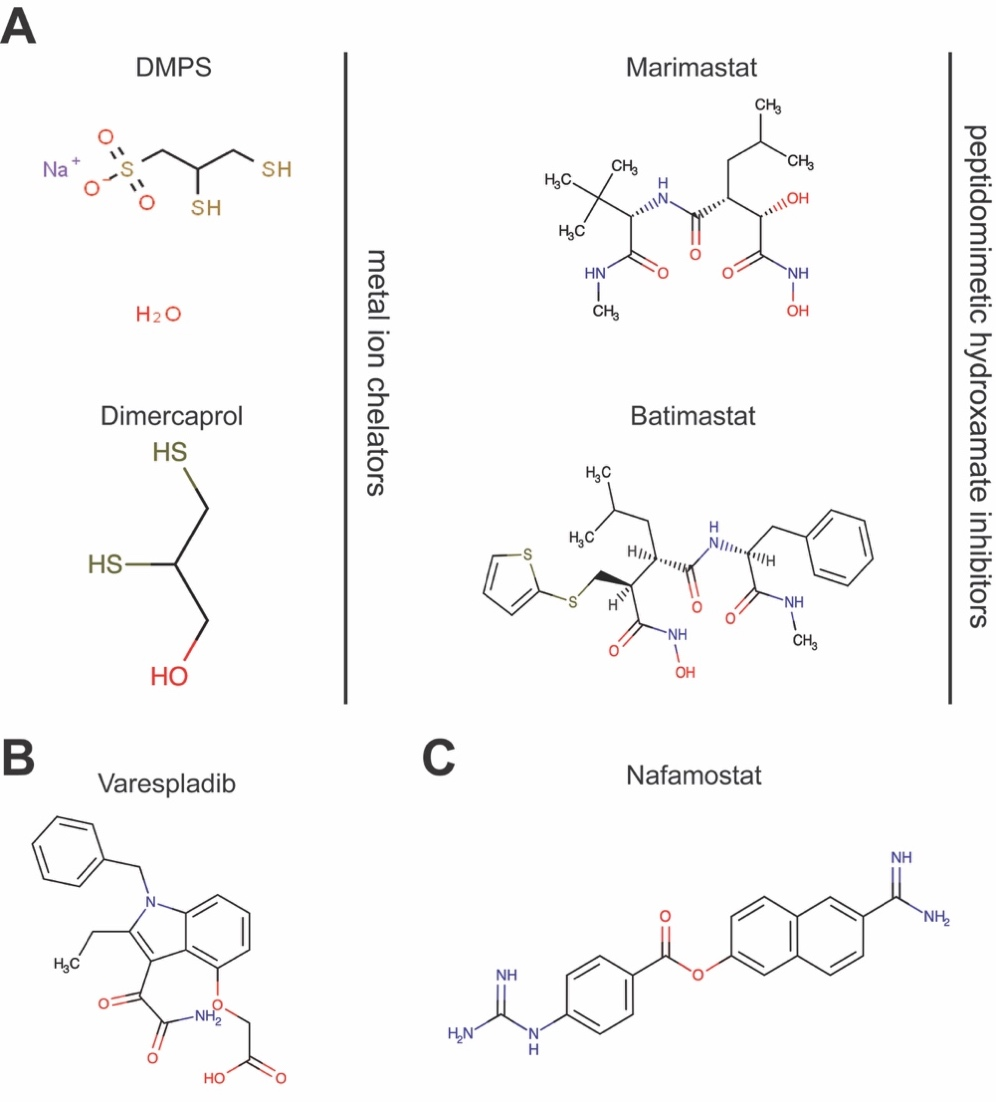 A
DMPS
Na+
O
O-
S
O
SH
SH
H2O
Dimercaprol
HS
HS
HO
metal ion chelators
Marimastat
CH3
CH3
H3C
CH3
H3C
H
N
OH
O
HN
O
O
NH
CH3
OH
Batimastat
H3C
H3C
S
S
H
H
H
N
H
O
O
NH
O
NH
CH3
OH
peptidomimetic hydroxamate inhibitors
B
Varespladib
N
H3C
O
NH2
O
O
HO
O
C
Nafamostat
NH
NH2
O
O
NH
H2N
N
H